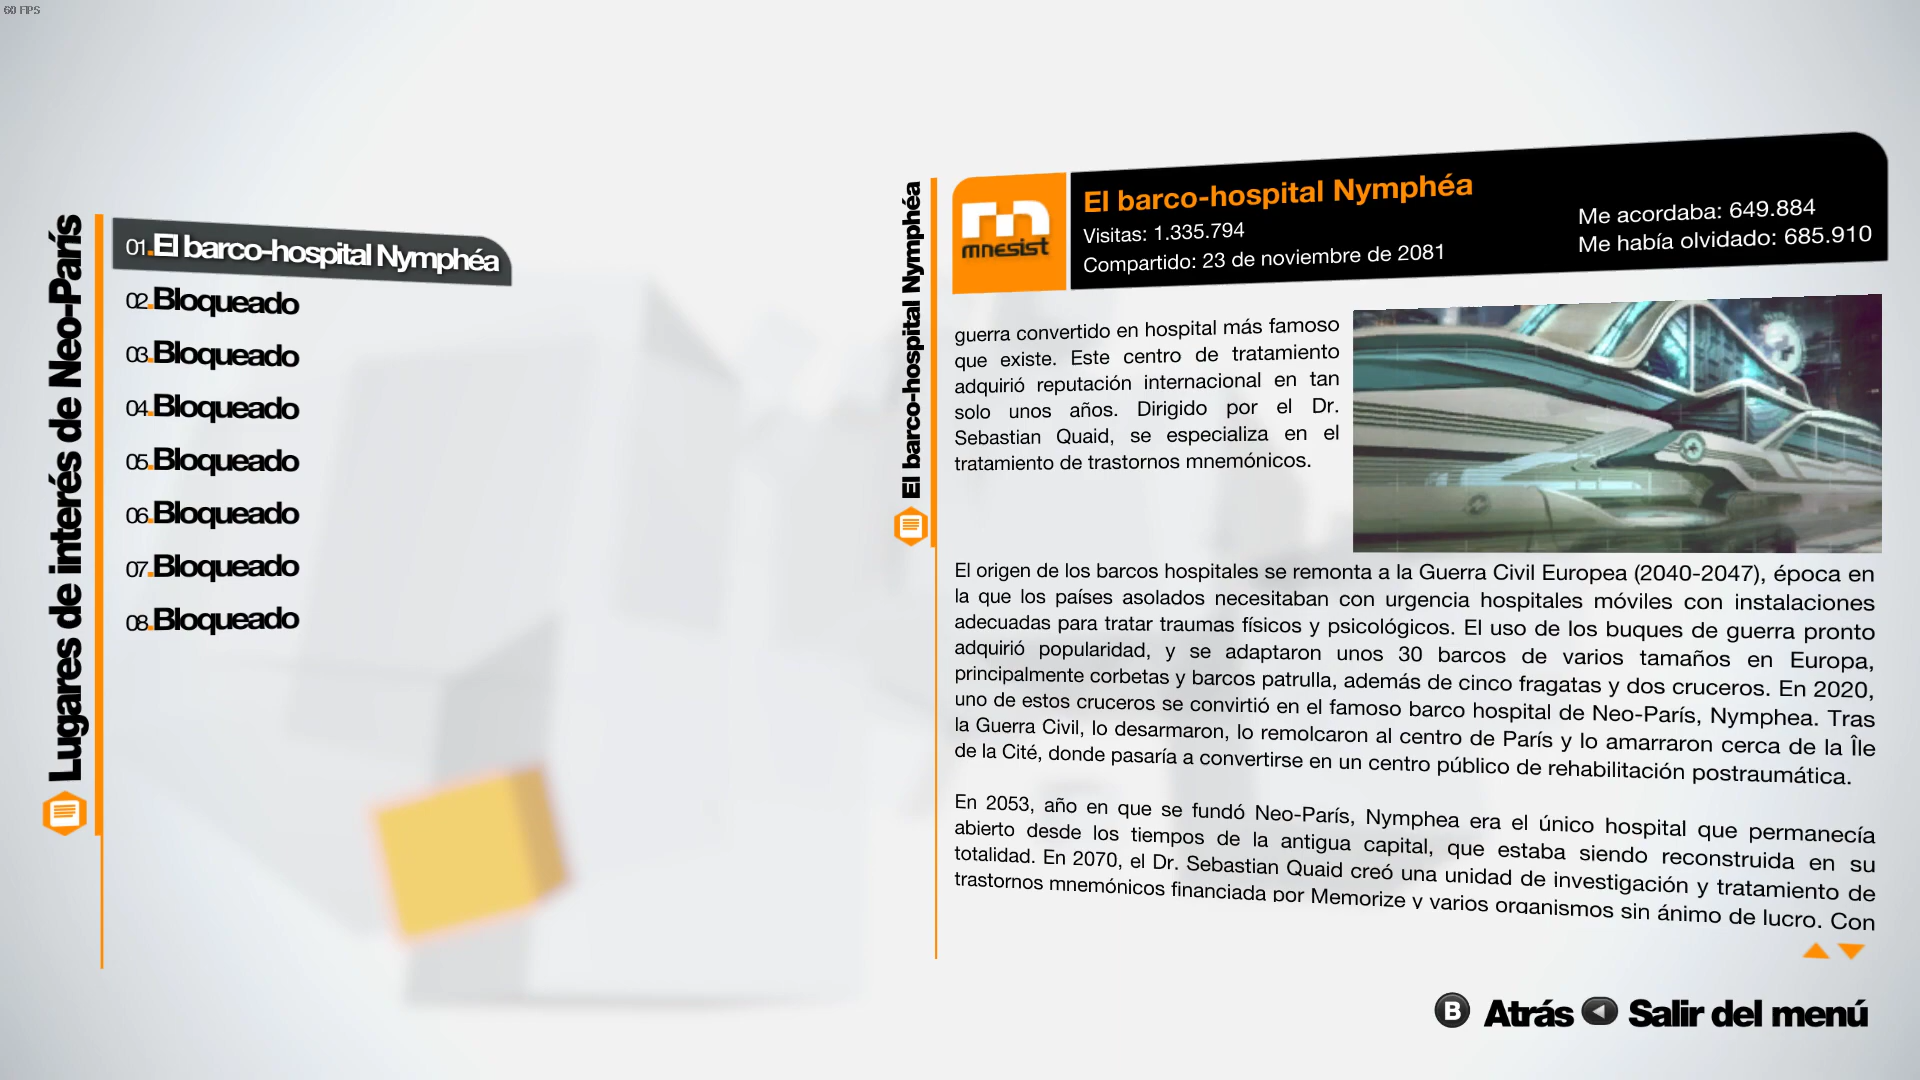 60 FPS
Lugares de interés de Neo-París
01.El barco-hospital Nymphéa
02.Bloqueado
03.Bloqueado
04.Bloqueado
05.Bloqueado
06.Bloqueado
07.Bloqueado
08.Bloqueado
El barco-hospital Nymphéa
mnesist
El barco-hospital Nymphéa
Visitas: 1.335.794
Compartido: 23 de noviembre de 2081
Me acordaba: 649.884
Me había olvidado: 685.910
guerra convertido en hospital más famoso
que existe. Este centro de tratamiento
adquirió reputación internacional en tan
solo unos años. Dirigido por el Dr.
Sebastian Quaid, se especializa en el
tratamiento de trastornos mnemónicos.
El origen de los barcos hospitales se remonta a la Guerra Civil Europea (2040-2047), época en
la que los países asolados necesitaban con urgencia hospitales móviles con instalaciones
adecuadas para tratar traumas físicos y psicológicos. El uso de los buques de guerra pronto
adquirió popularidad, y se adaptaron unos 30 barcos de varios tamaños en Europa,
principalmente corbetas y barcos patrulla, además de cinco fragatas y dos cruceros. En 2020,
uno de estos cruceros se convirtió en el famoso barco hospital de Neo-París, Nymphea. Tras
la Guerra Civil, lo desarmaron, lo remolcaron al centro de París y lo amarraron cerca de la Île
de la Cité, donde pasaría a convertirse en un centro público de rehabilitación postraumática.
En 2053, año en que se fundó Neo-París, Nymphea era el único hospital que permanecía
abierto desde los tiempos de la antigua capital, que estaba siendo reconstruida en su
totalidad. En 2070, el Dr. Sebastian Quaid creó una unidad de investigación y tratamiento de
trastornos mnemónicos financiada por Memorize y varios organismos sin ánimo de lucro. Con
B Atrás Salir del menú